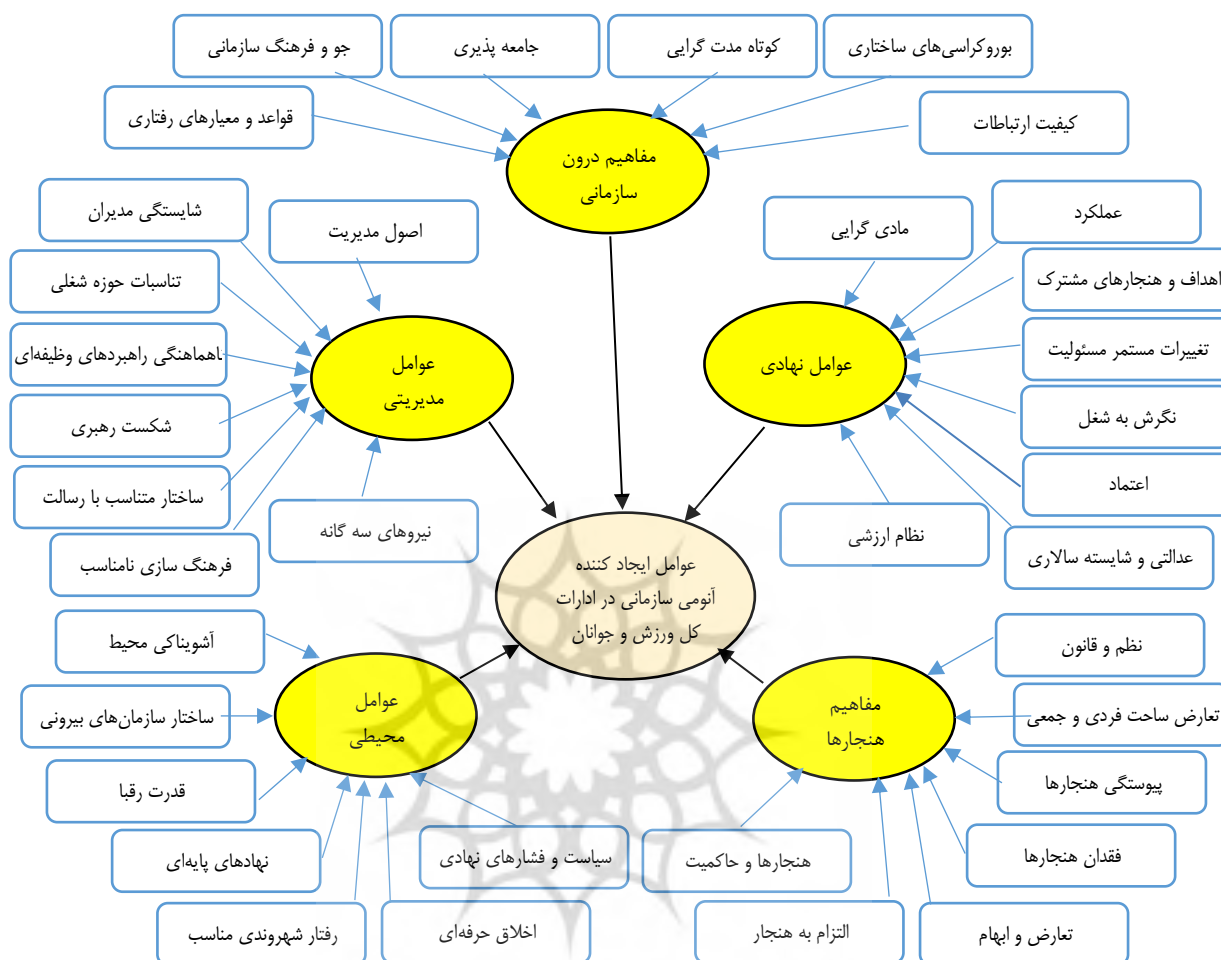 بوروکراسی‌های ساختاری
کوتاه مدت گرایی
جامعه پذیری
جو و فرهنگ سازمانی
کیفیت ارتباطات
قواعد و معیارهای رفتاری
مفاهیم درون
سازمانی
عملکرد
مادی گرایی
اهداف و هنجارهای مشترک
تغییرات مستمر مسئولیت
نگرش به شغل
اعتماد
عدالتی و شایسته سالاری
نظام ارزشی
عوامل نهادی
اصول مدیریت
شایستگی مدیران
تناسبات حوزه شغلی
ناهماهنگی راهبردهای وظیفه‌ای
شکست رهبری
ساختار متناسب با رسالت
فرهنگ سازی نامناسب
نیروهای سه گانه
عوامل
مدیریتی
عوامل ایجاد کننده
آنومی سازمانی در ادارات
کل ورزش و جوانان
نظم و قانون
تعارض ساحت فردی و جمعی
پیوستگی هنجارها
فقدان هنجارها
تعارض و ابهام
التزام به هنجار
هنجارها و حاکمیت
مفاهیم
هنجارها
آشویناکی محیط
ساختار سازمان‌های بیرونی
قدرت رقبا
نهادهای پایه‌ای
رفتار شهروندی مناسب
اخلاق حرفه‌ای
سیاست و فشارهای نهادی
عوامل
محیطی